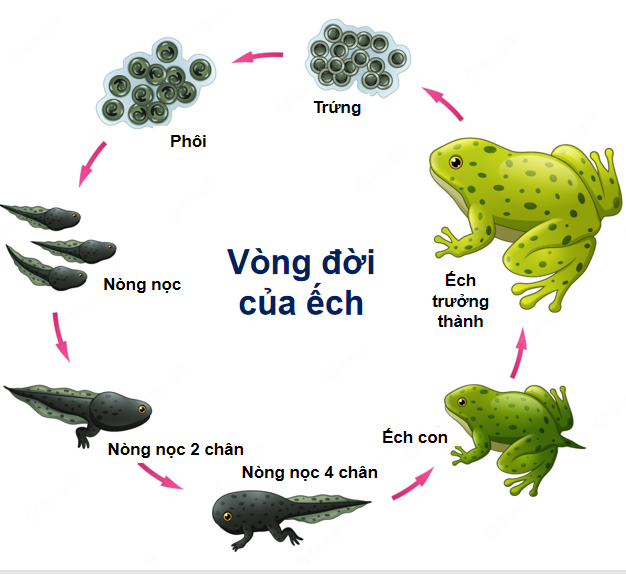 Trứng
Phôi
Nòng nọc
Vòng đời
của ếch
Ếch
trưởng
thành
Nòng nọc 2 chân
Nòng nọc 4 chân
Ếch con